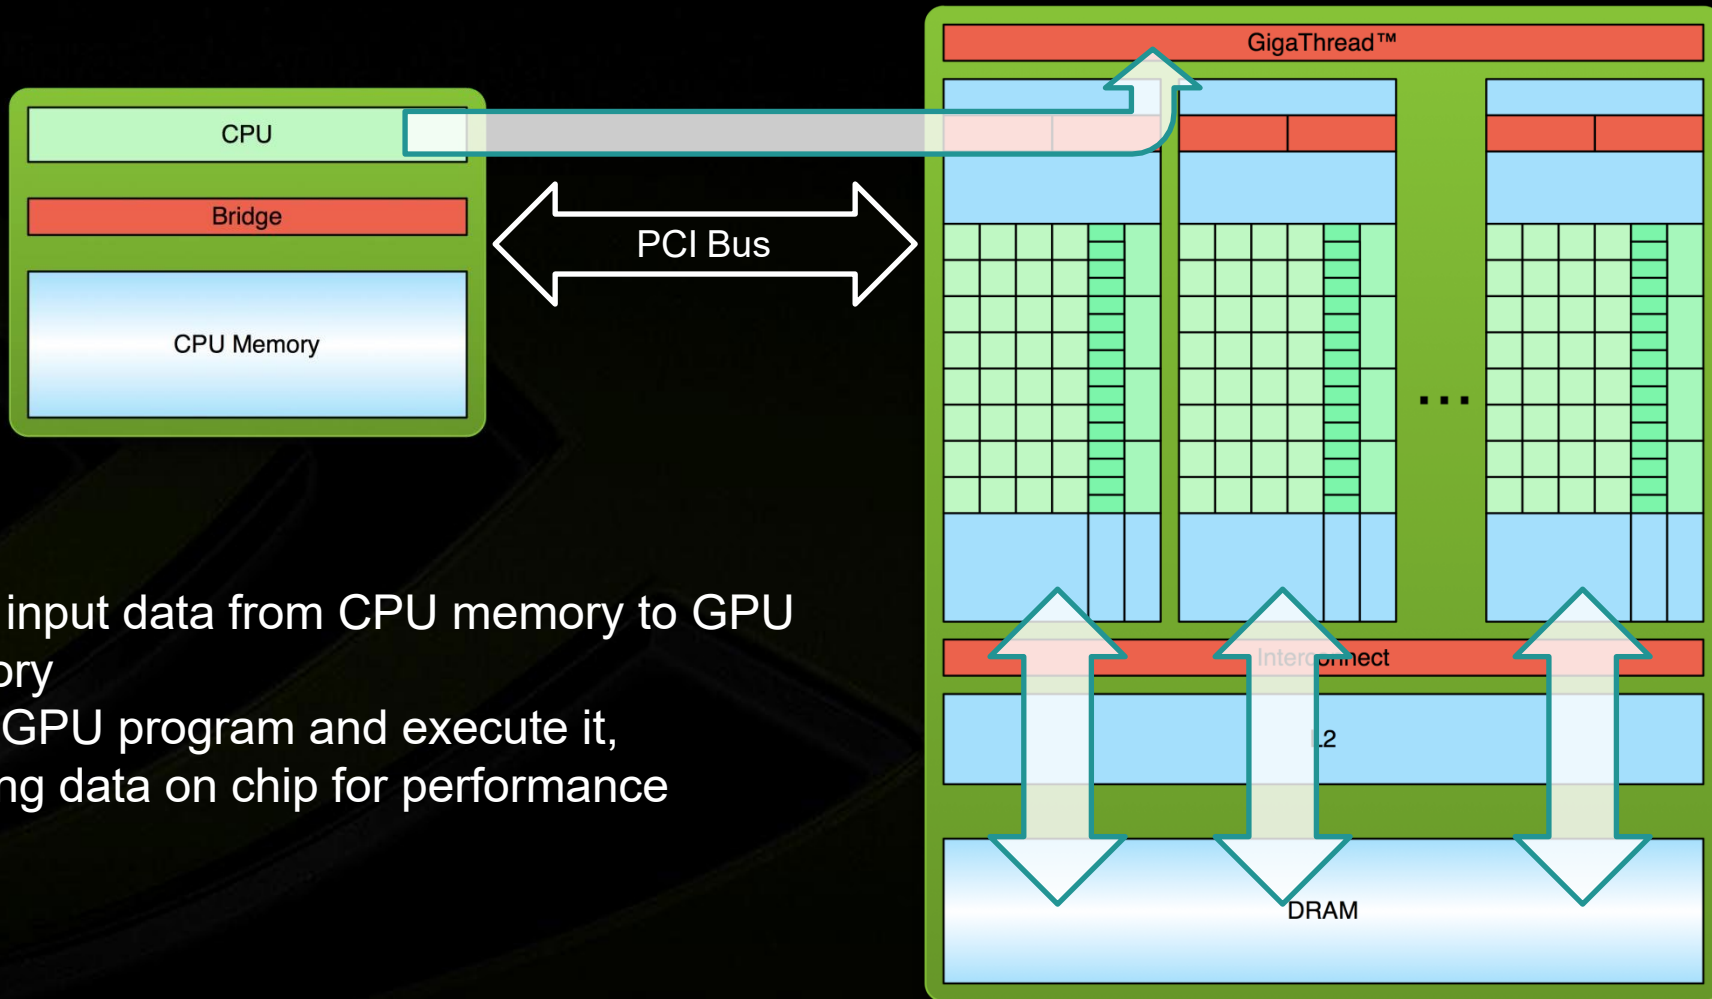 GigaThread™
CPU
Bridge
PCI Bus
CPU Memory
...
input data from CPU memory to GPU
ory
GPU program and execute it,
ng data on chip for performance
Interconnect
L2
DRAM